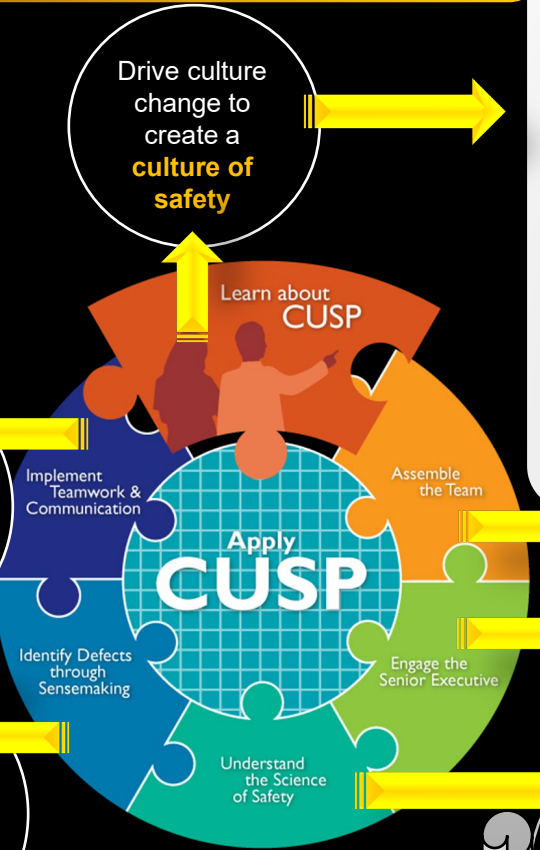 Drive culture
change to
create a
culture of
safety
Learn about
CUSP
Implement
Teamwork &
Communication
Assemble
the Team
Apply
CUSP
Identify Defects
through
Sensemaking
Engage the
Senior Executive
Understand
the Science
of Safety